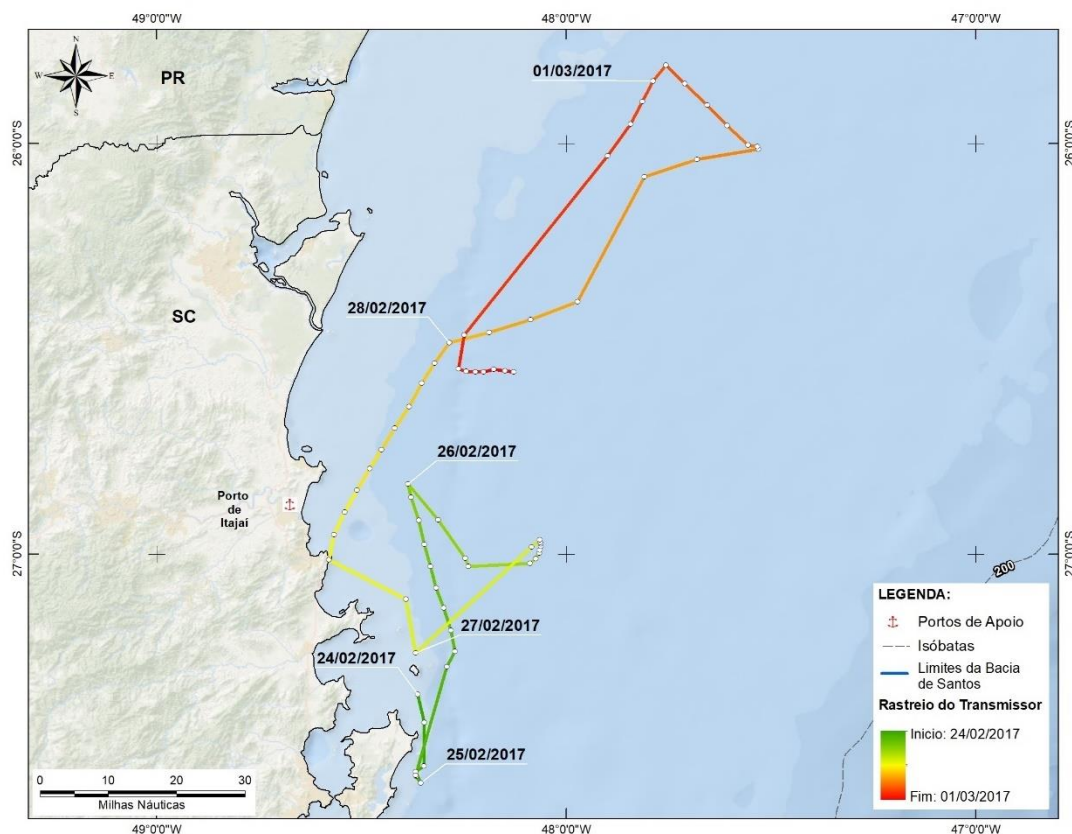 49°0'0"W
48°0'0"W
47°0'0"W
N
W
E
S
PR
01/03/2017
26°0'0"S
26°0'0"S
SC
28/02/2017
26/02/2017
Porto
de
Itajaí
27°0'0"S
27°0'0"S
200
27/02/2017
24/02/2017
25/02/2017
LEGENDA:
Portos de Apoio
Isóbatas
Limites da Bacia
de Santos
Rastreio do Transmissor
Inicio: 24/02/2017
Fim: 01/03/2017
0 10 20 30
Milhas Náuticas
49°0'0"W
48°0'0"W
47°0'0"W